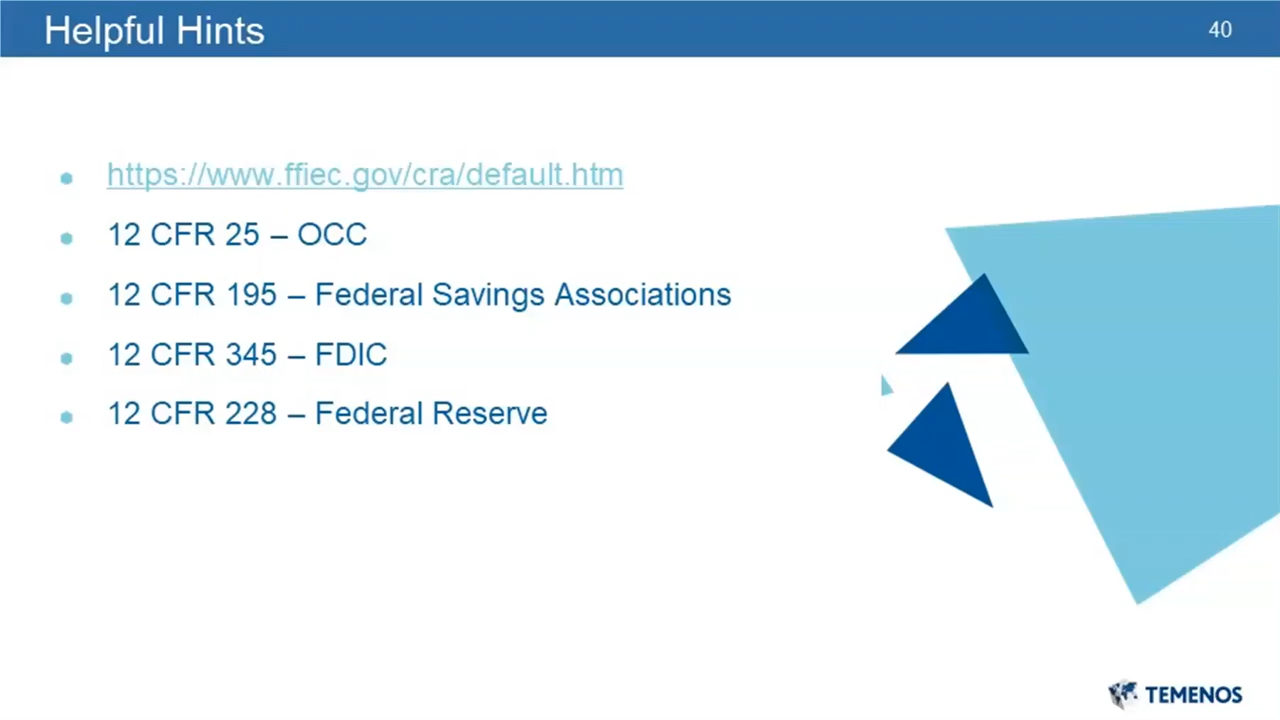 Helpful Hints
40
https://www.ffiec.gov/cra/default.htm
12 CFR 25 – OCC
12 CFR 195 – Federal Savings Associations
12 CFR 345 – FDIC
12 CFR 228 – Federal Reserve
TEMENOS